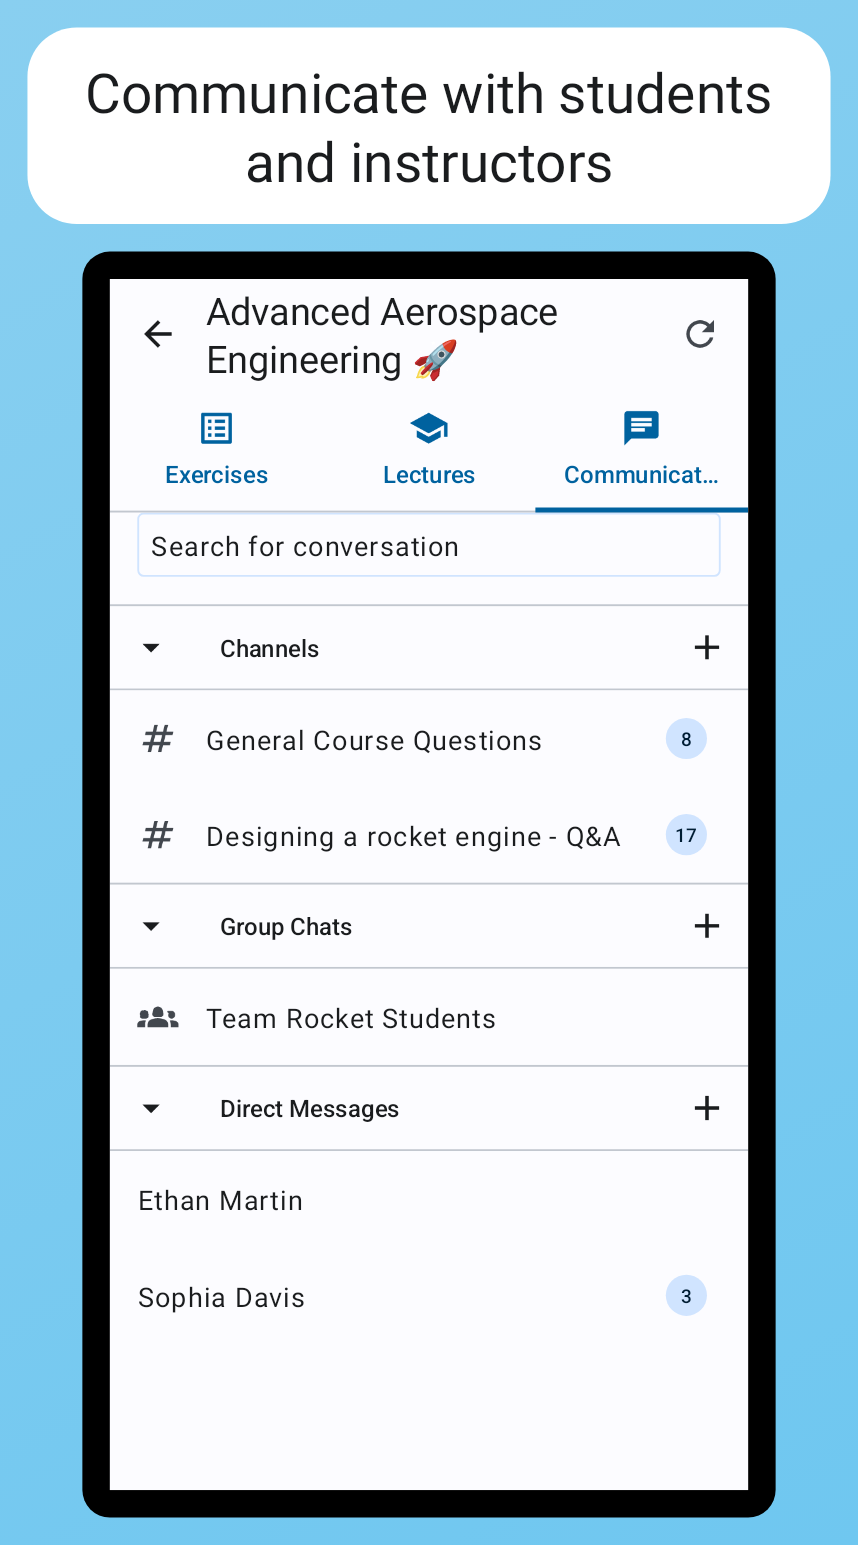 Communicate with students
and instructors
Advanced Aerospace
Engineering 🚀
Exercises
Lectures
Communicat...
Search for conversation
Channels
General Course Questions
8
Designing a rocket engine - Q&A
17
Group Chats
Team Rocket Students
Direct Messages
Ethan Martin
Sophia Davis
3